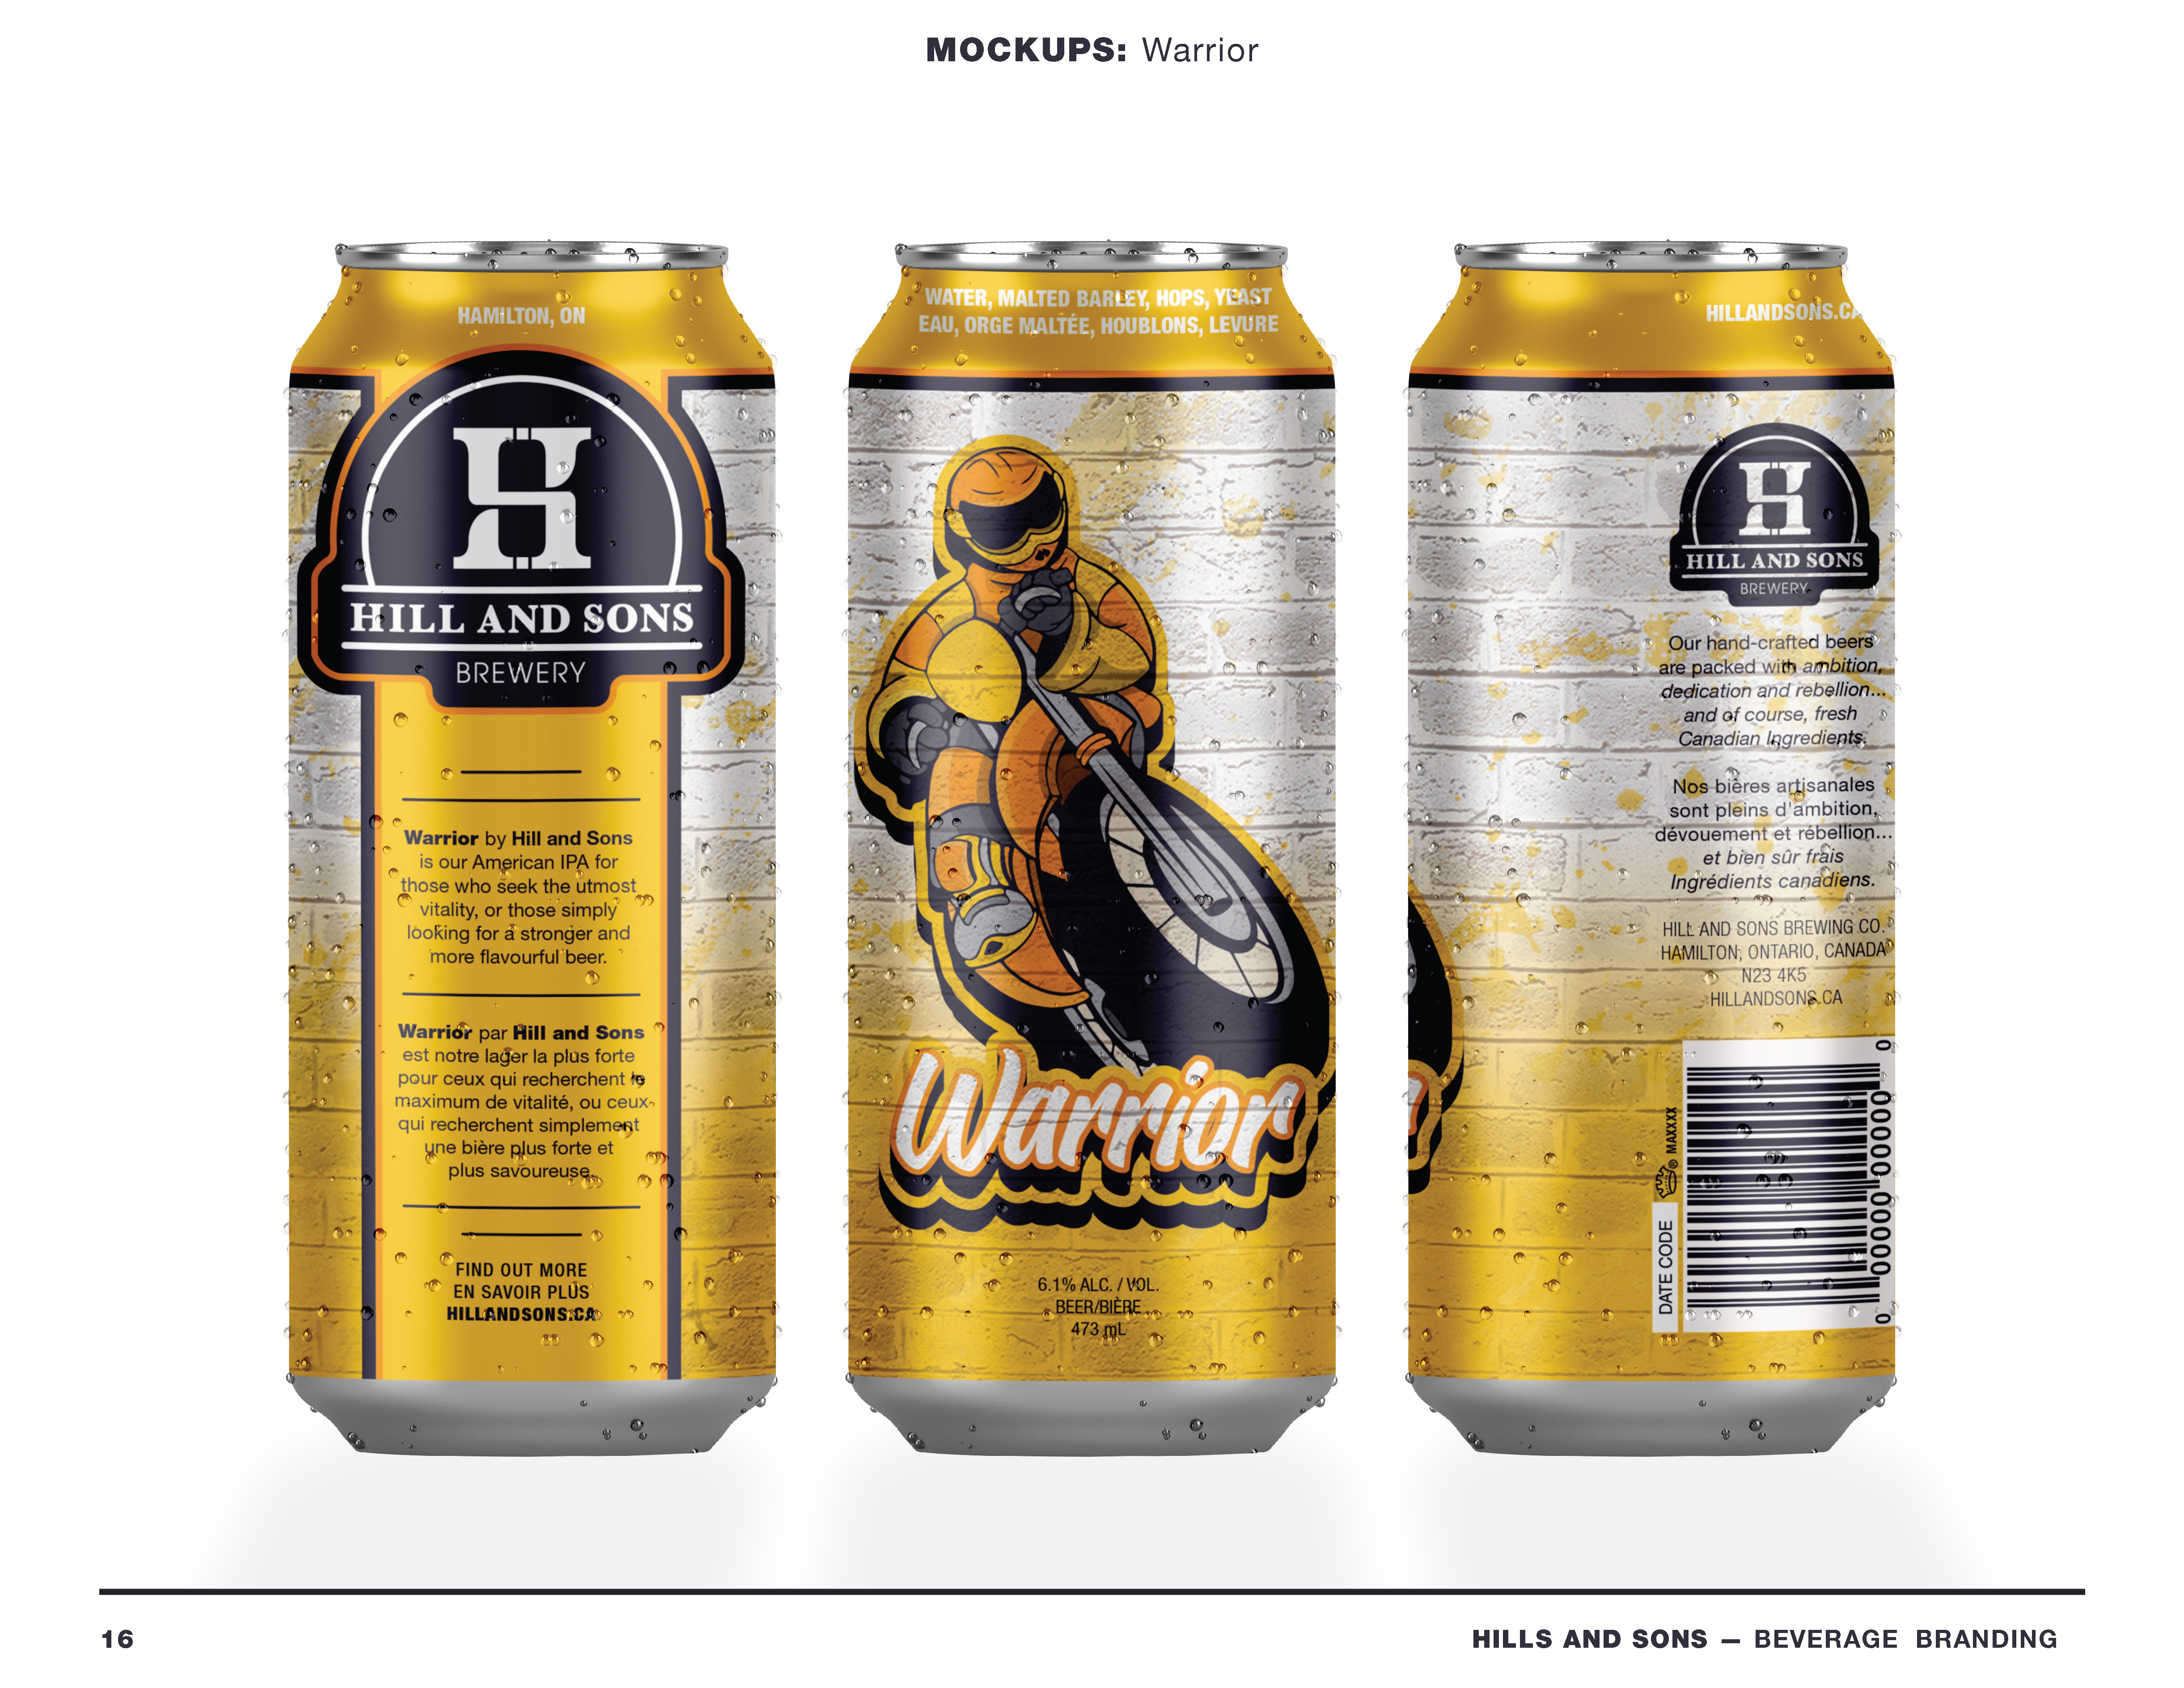 MOCKUPS: Warrior
HAMILTON, ON
H
HILL AND SONS
BREWERY
Warrior by Hill and Sons
is our American IPA for
those who seek the utmost
vitality, or those simply
looking for a stronger and
more flavourful beer.
Warrior par Hill and Sons
est notre lager la plus forte
pour ceux qui recherchent le
maximum de vitalité, ou ceux
qui recherchent simplement
une bière plus forte et
plus savoureuse.
FIND OUT MORE
EN SAVOIR PLUS
HILLANDSONS.CA
WATER, MALTED BARLEY, HOPS, YEAST
EAU, ORGE MALTÉE, HOUBLONS, LEVURE
Warrior
6.1% ALC. / VOL.
BEER/BIÈRE
473 mL
HILLANDSONS.CA
H
HILL AND SONS
BREWERY
Our hand-crafted beers
are packed with ambition,
dedication and rebellion...
and of course, fresh
Canadian Ingredients.
Nos bières artisanales
sont pleins d'ambition,
dévouement et rébellion...
et bien sûr frais
Ingrédients canadiens.
HILL AND SONS BREWING CO.
HAMILTON, ONTARIO, CANADA
N23 4K5
HILLANDSONS.CA
DATE CODE
® MAXXXX
0 00000 00000 0
16
HILLS AND SONS — BEVERAGE BRANDING